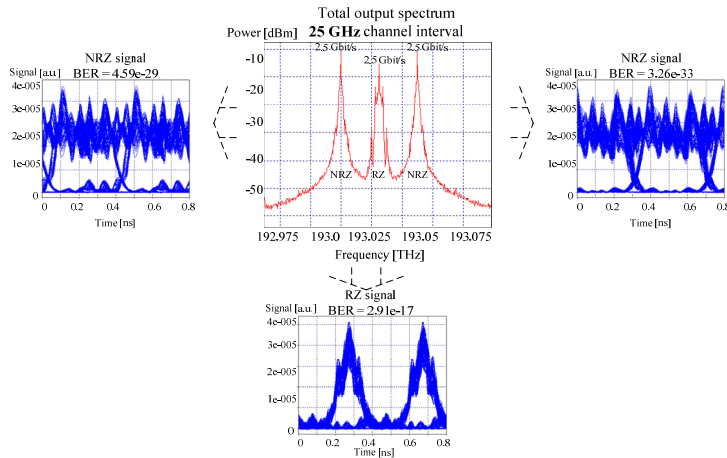 Total output spectrum
Power [dBm] 25 GHz channel interval
2,5 Gbit/s
2,5 Gbit/s
2,5 Gbit/s
-10
-20
-30
-40
-50
NRZ
RZ
NRZ
192.975 193.0 193.025 193.05 193.075
Frequency [THz]
NRZ signal
Signal [a.u.] BER = 4.59e-29
4e-005
3e-005
2e-005
1e-005
0
0 0.2 0.4 0.6 0.8
Time [ns]
NRZ signal
Signal [a.u.] BER = 3.26e-33
4e-005
3e-005
2e-005
1e-005
0
0 0.2 0.4 0.6 0.8
Time [ns]
RZ signal
Signal [a.u.] BER = 2.91e-17
4e-005
3e-005
2e-005
1e-005
0
0 0.2 0.4 0.6 0.8
Time [ns]